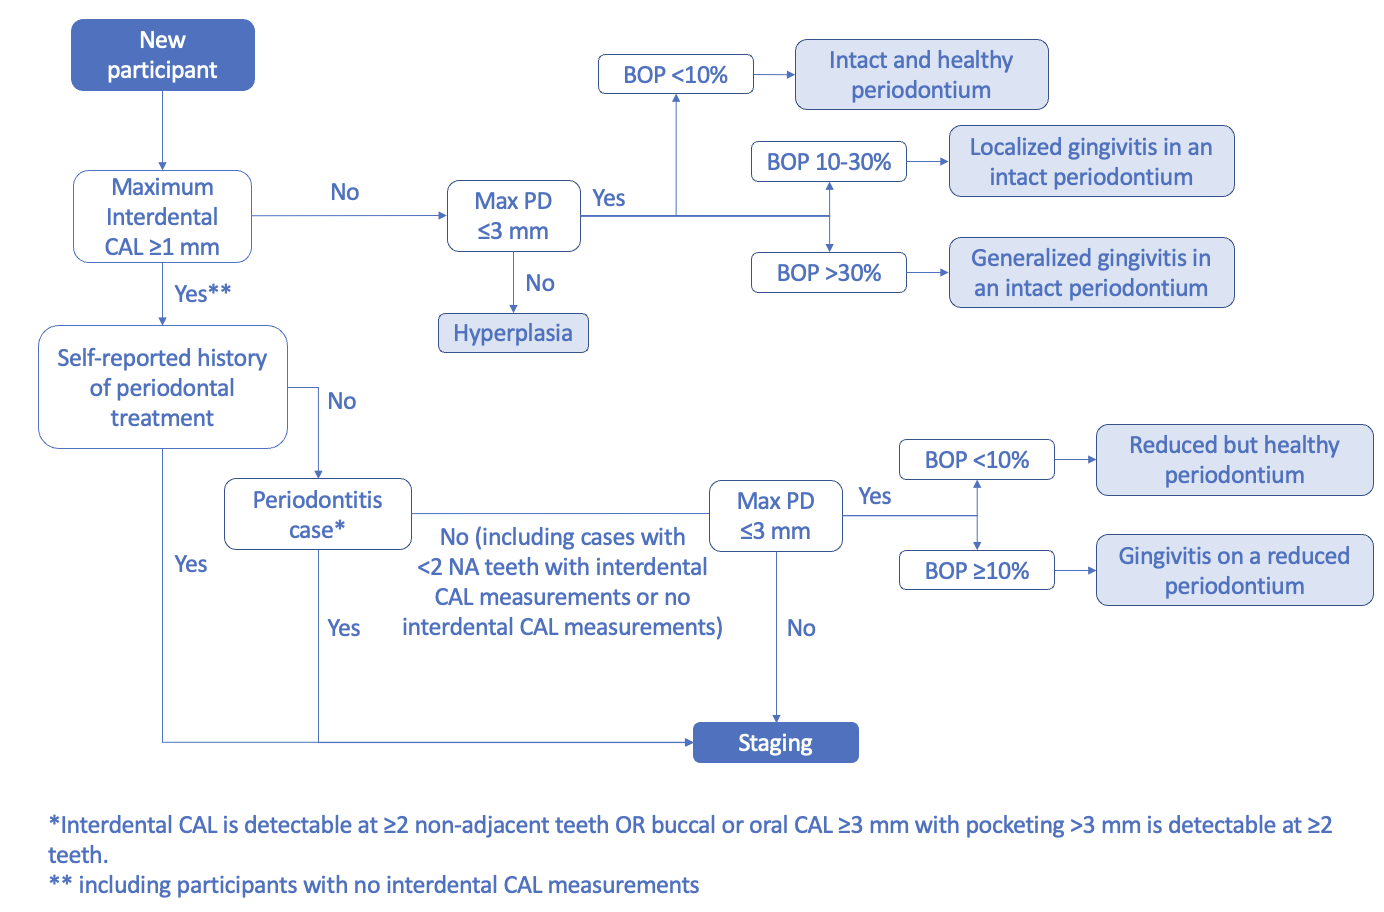 New
participant
Maximum
Interdental
CAL ≥1 mm
No
Max PD
≤3 mm
Yes
BOP <10%
Intact and healthy
periodontium
BOP 10-30%
Localized gingivitis in an
intact periodontium
BOP >30%
Generalized gingivitis in
an intact periodontium
No
Hyperplasia
Yes**
Self-reported history
of periodontal
treatment
No
Periodontitis
case*
Yes
Yes
No (including cases with
<2 NA teeth with interdental
CAL measurements or no
interdental CAL measurements)
Max PD
≤3 mm
Yes
BOP <10%
Reduced but healthy
periodontium
BOP ≥10%
Gingivitis on a reduced
periodontium
No
Staging
*Interdental CAL is detectable at ≥2 non-adjacent teeth OR buccal or oral CAL ≥3 mm with pocketing >3 mm is detectable at ≥2
teeth.
** including participants with no interdental CAL measurements